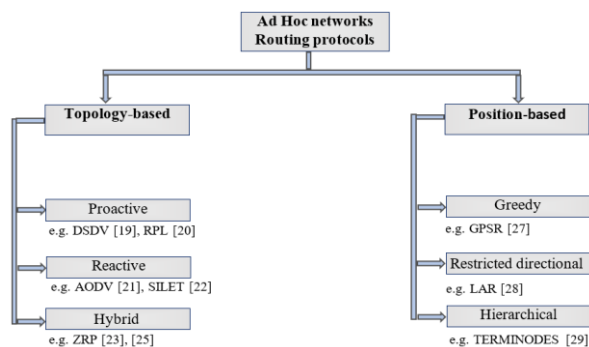 Ad Hoc networks
Routing protocols
Topology-based
Proactive
e.g. DSDV [19], RPL [20]
Reactive
e.g. AODV [21], SILET [22]
Hybrid
e.g. ZRP [23], [25]
Position-based
Greedy
e.g. GPSR [27]
Restricted directional
e.g. LAR [28]
Hierarchical
e.g. TERMINODES [29]